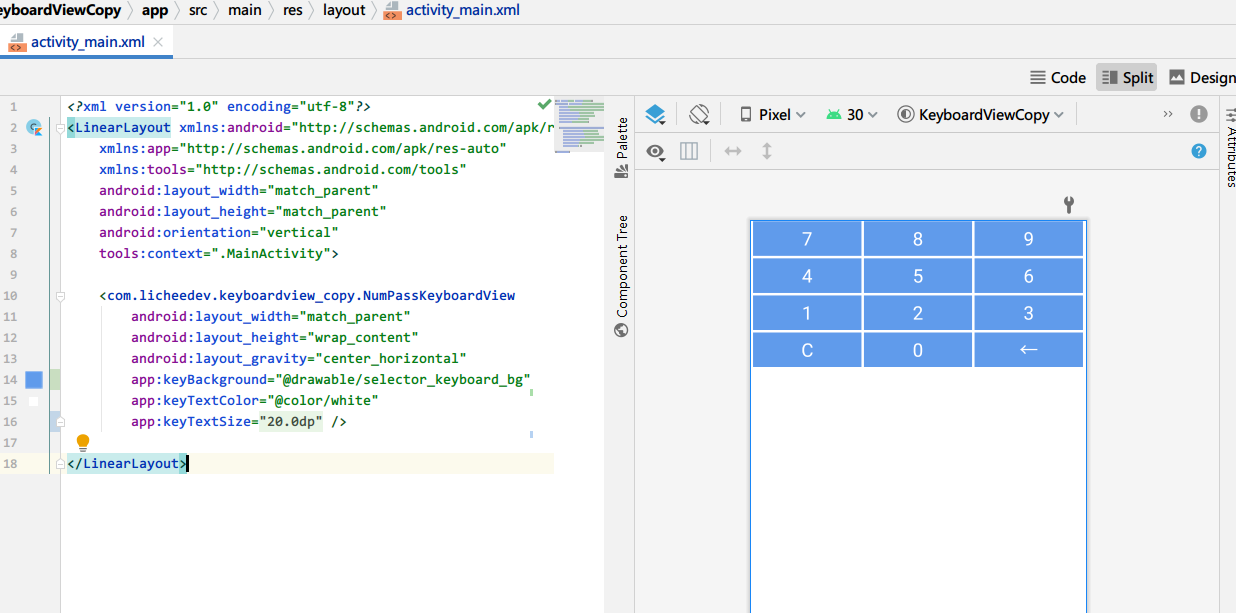 eyboardViewCopy app src main res layout activity_main.xml
activity_main.xml
Code Split Design
1 <?xml version="1.0" encoding="utf-8"?>
2 <LinearLayout xmlns:android="http://schemas.android.com/apk/r
3 xmlns:app="http://schemas.android.com/apk/res-auto"
4 xmlns:tools="http://schemas.android.com/tools"
5 android:layout_width="match_parent"
6 android:layout_height="match_parent"
7 android:orientation="vertical"
8 tools:context=".MainActivity">
9
10 <com.licheedev.keyboardview_copy.NumPassKeyboardView
11 android:layout_width="match_parent"
12 android:layout_height="wrap_content"
13 android:layout_gravity="center_horizontal"
14 app:keyBackground="@drawable/selector_keyboard_bg"
15 app:keyTextColor="@color/white"
16 app:keyTextSize="20.0dp" />
17
18 </LinearLayout>
Palette
Component Tree
Pixel 30 KeyboardViewCopy
Attributes
7 8 9
4 5 6
1 2 3
C 0 ←